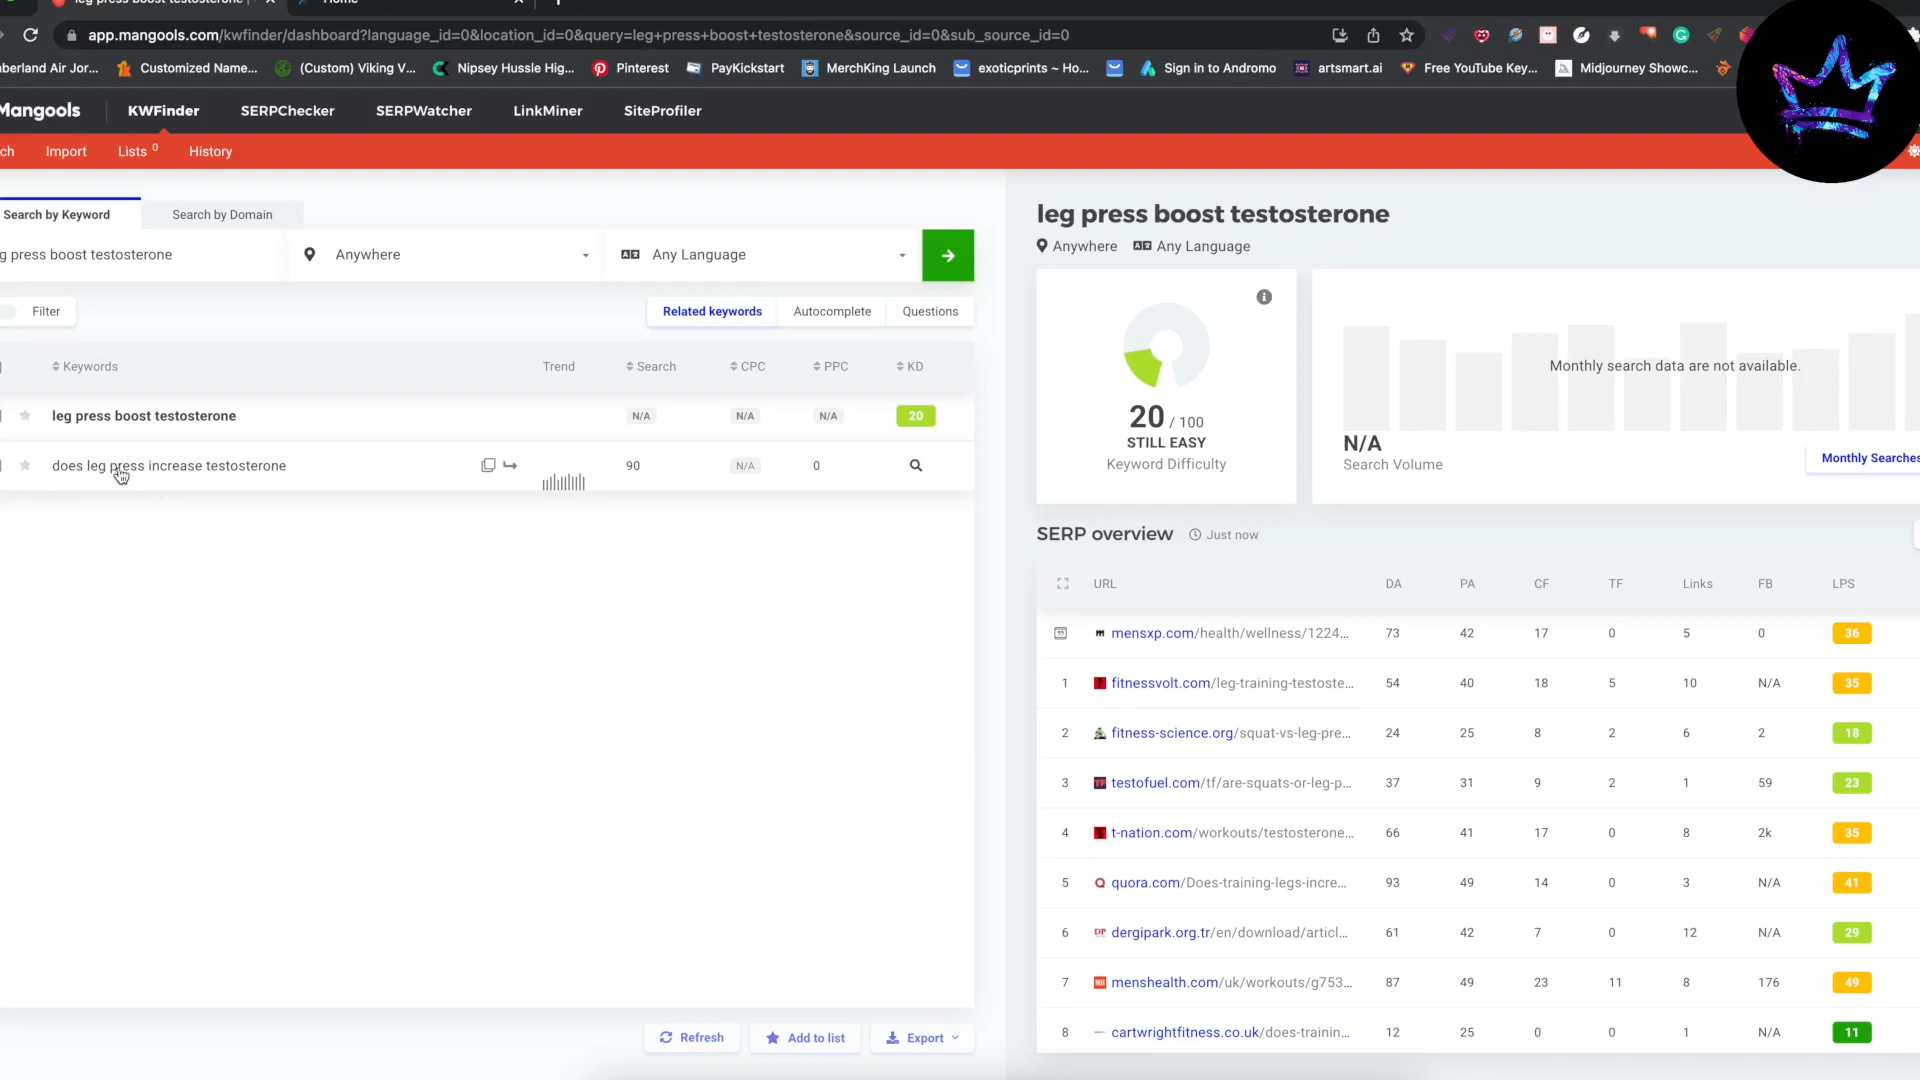 leg press boost testosterone
Home
app.mangools.com/kwfinder/dashboard?language_id=0&location_id=0&query=leg+press+boost+testosterone&source_id=0&sub_source_id=0
berland Air Jor...
Customized Name...
(Custom) Viking V...
Nipsey Hussle Hig...
Pinterest
PayKickstart
MerchKing Launch
exoticprints ~ Ho...
Sign in to Andromo
artsmart.ai
Free YouTube Key...
Midjourney Showc...
Mangools
KWFinder
SERPChecker
SERPWatcher
LinkMiner
SiteProfiler
ch
Import
Lists 0
History
Search by Keyword
Search by Domain
g press boost testosterone
Anywhere
Any Language
Filter
Related keywords
Autocomplete
Questions
Keywords Trend Search CPC PPC KD
leg press boost testosterone N/A N/A N/A 20
does leg press increase testosterone 90 N/A 0
Refresh
Add to list
Export
leg press boost testosterone
Anywhere Any Language
20 / 100
STILL EASY
Keyword Difficulty
Monthly search data are not available.
N/A
Search Volume
Monthly Searches
SERP overview Just now
URL DA PA CF TF Links FB LPS
mensxp.com/health/wellness/1224... 73 42 17 0 5 0 36
1 fitnessvolt.com/leg-training-testoste... 54 40 18 5 10 N/A 35
2 fitness-science.org/squat-vs-leg-pre... 24 25 8 2 6 2 18
3 testofuel.com/tf/are-squats-or-leg-p... 37 31 9 2 1 59 23
4 t-nation.com/workouts/testosterone... 66 41 17 0 8 2k 35
5 quora.com/Does-training-legs-incre... 93 49 14 0 3 N/A 41
6 dergipark.org.tr/en/download/articl... 61 42 7 0 12 N/A 29
7 menshealth.com/uk/workouts/g753... 87 49 23 11 8 176 49
8 cartwrightfitness.co.uk/does-trainin... 12 25 0 0 1 N/A 11